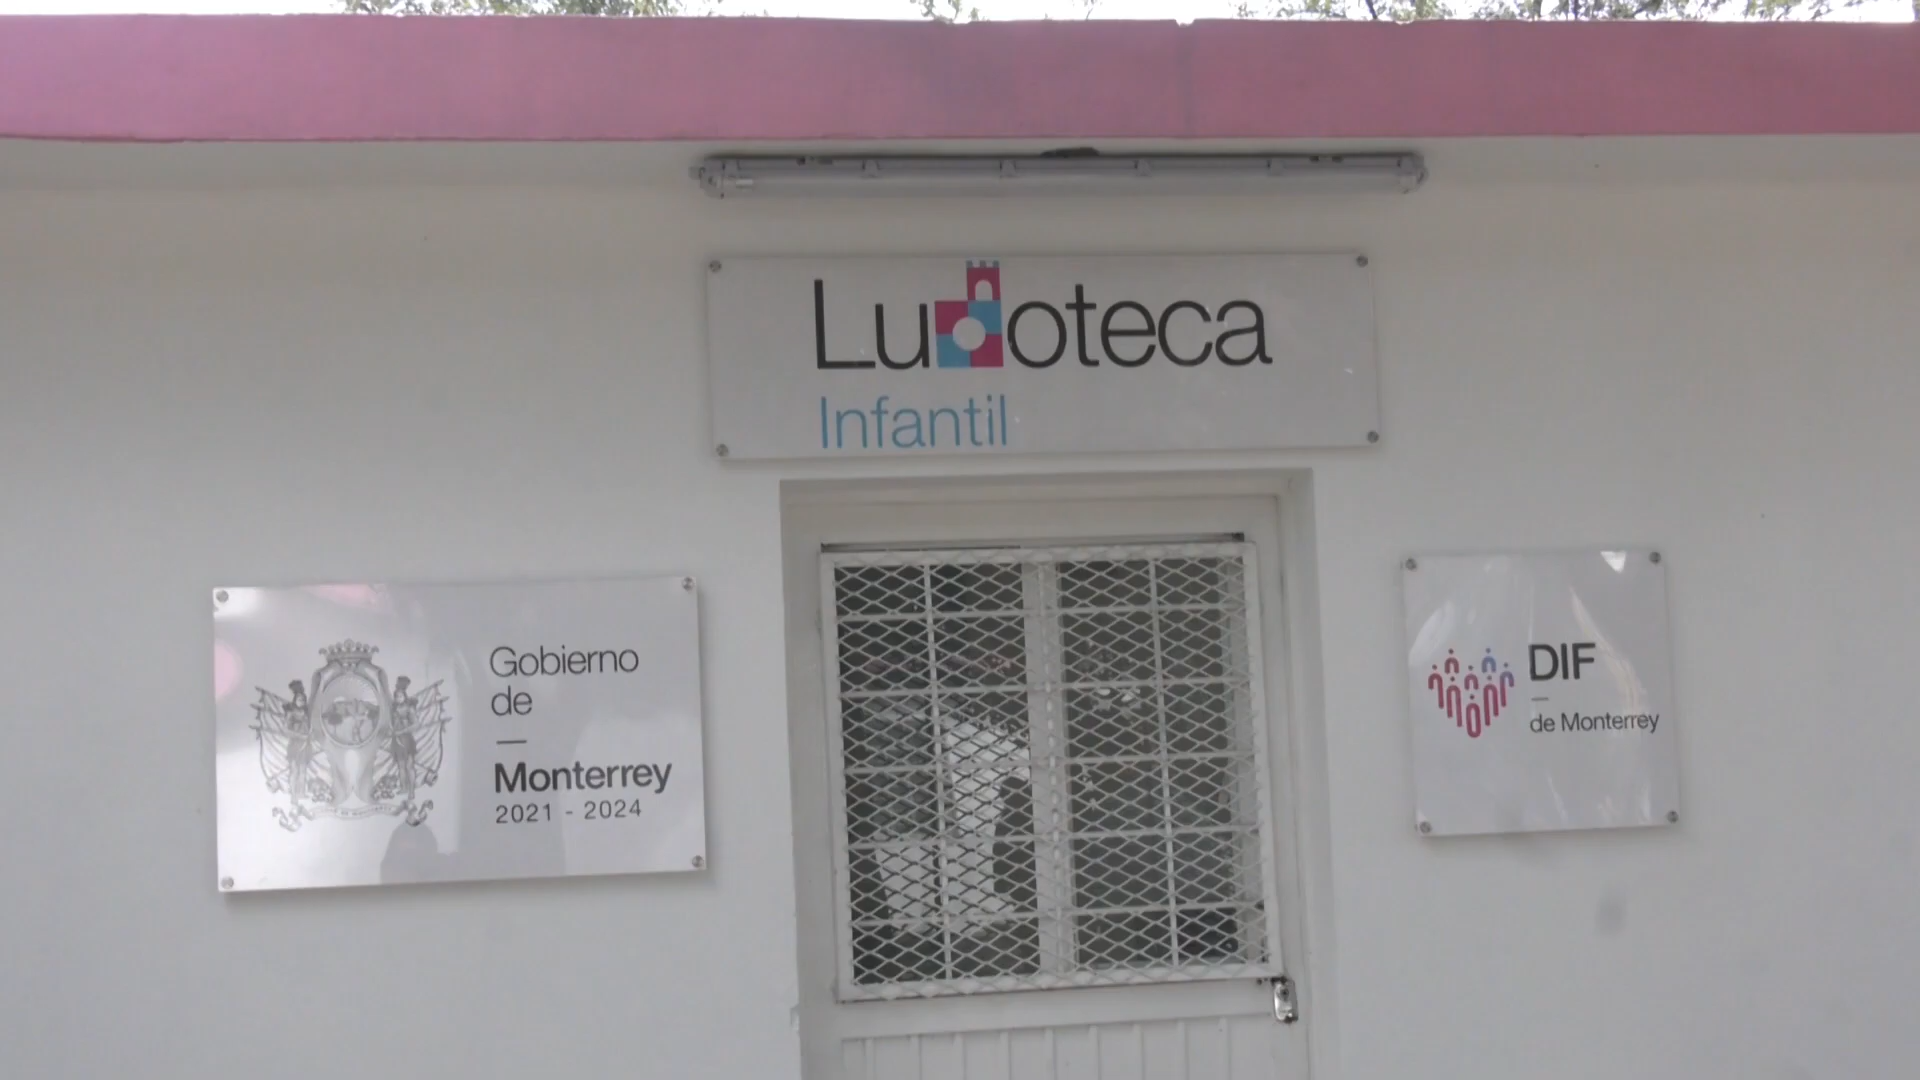 Ludoteca
Infantil
Gobierno
de
Monterrey
2021 - 2024
DIF
de Monterrey